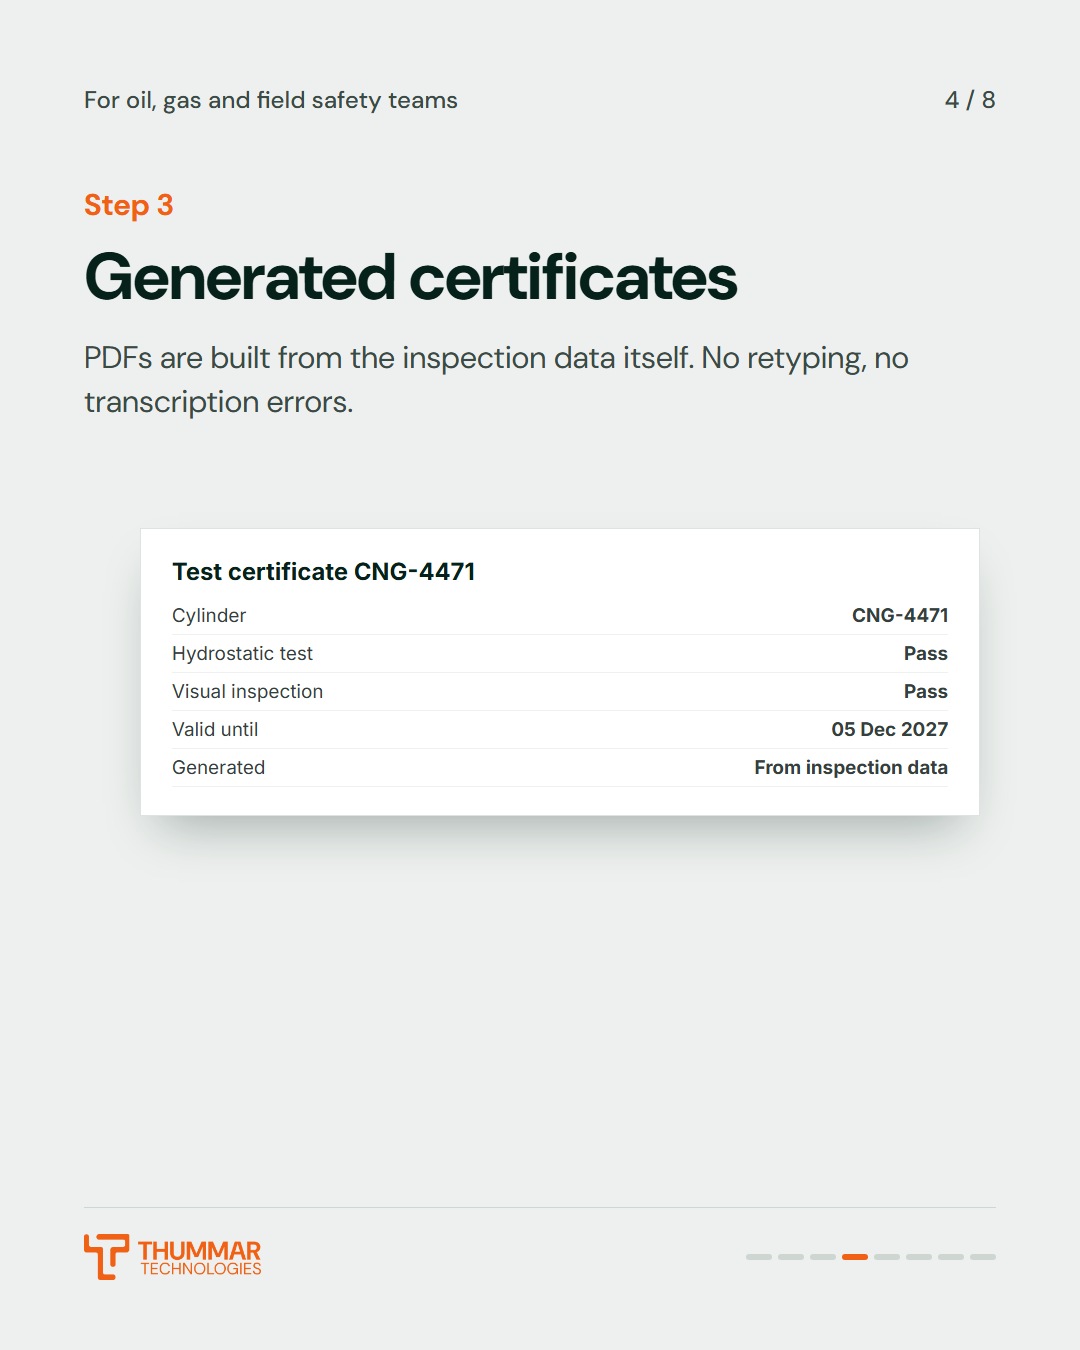 For oil, gas and field safety teams
4 / 8
Step 3
Generated certificates
PDFs are built from the inspection data itself. No retyping, no
transcription errors.
Test certificate CNG-4471
Cylinder CNG-4471
Hydrostatic test Pass
Visual inspection Pass
Valid until 05 Dec 2027
Generated From inspection data
THUMMAR
TECHNOLOGIES